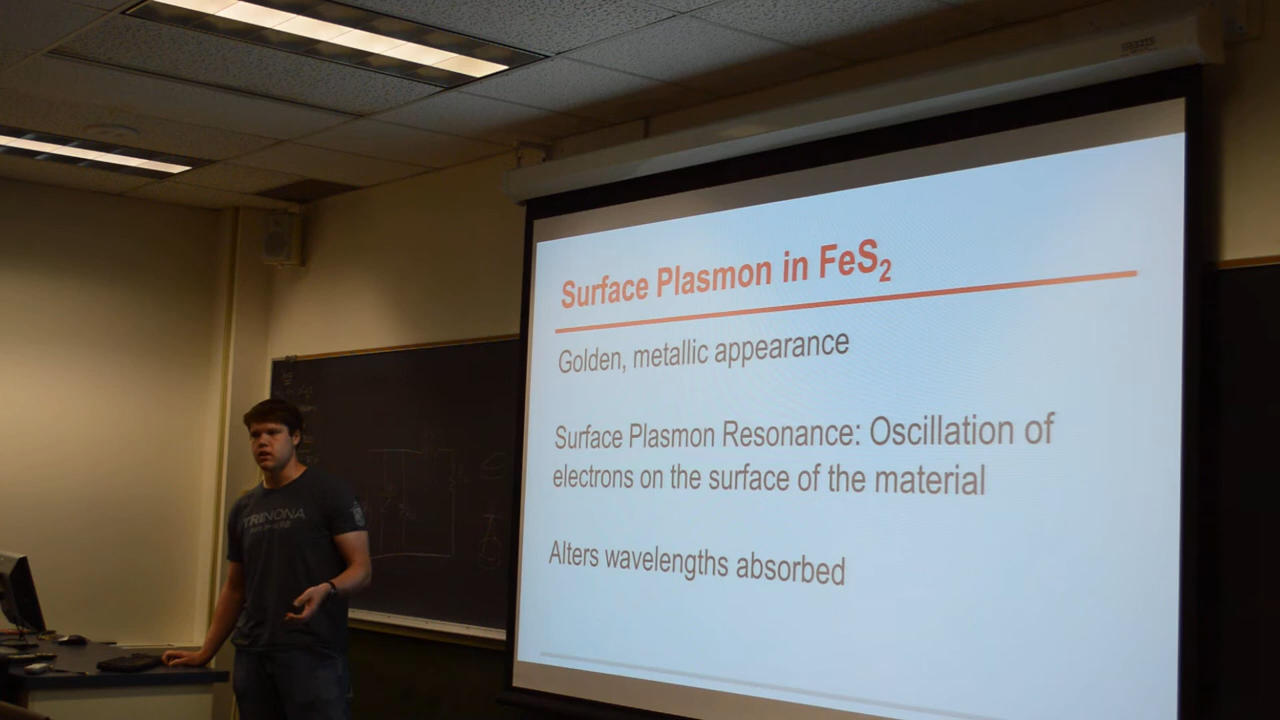 Surface Plasmon in FeS₂
Golden, metallic appearance
Surface Plasmon Resonance: Oscillation of
electrons on the surface of the material
Alters wavelengths absorbed
TRINONA